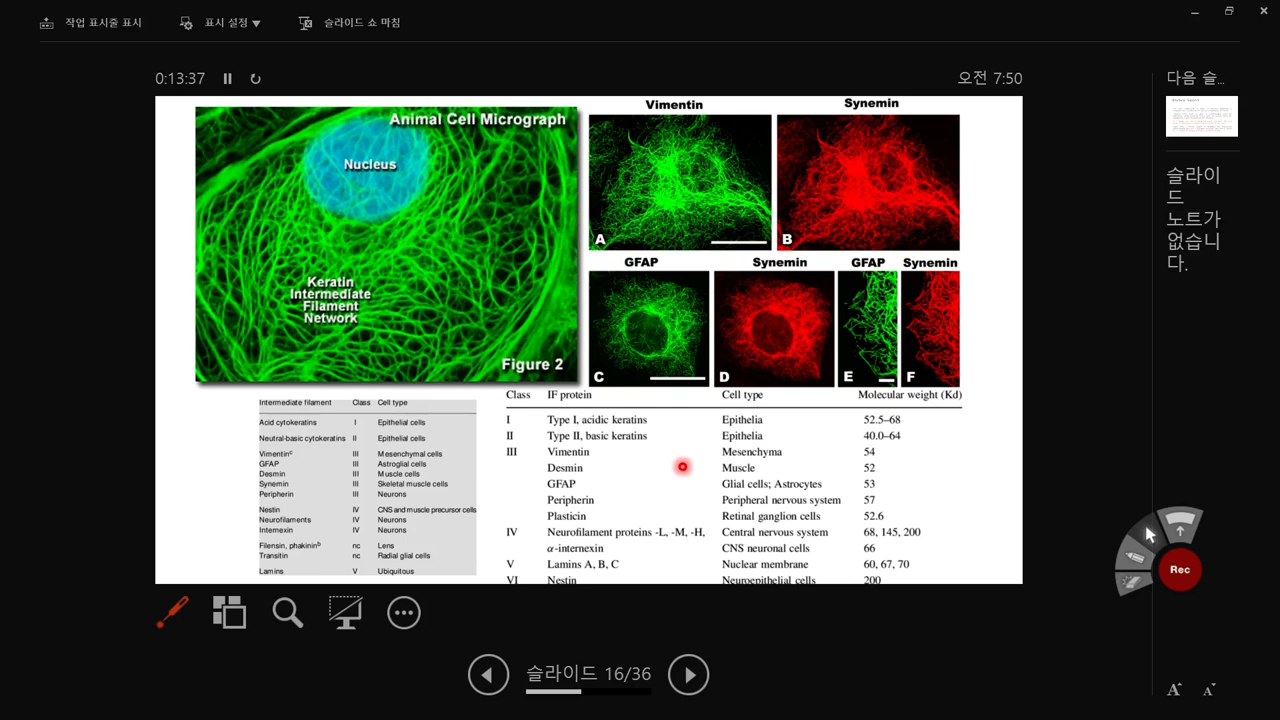 작업 표시줄 표시
표시 설정 ▼
슬라이드 쇼 마침
0:13:37
오전 7:50
다음 슬...
Animal Cell Micrograph
Nucleus
Keratin
Intermediate
Filament
Network
Figure 2
Vimentin
Synemin
A
B
GFAP
Synemin
GFAP
Synemin
C
D
E
F
Intermediate filament Class Cell type
Acid cytokeratins I Epithelial cells
Neutral-basic cytokeratins II Epithelial cells
Vimentinᶜ III Mesenchymal cells
GFAP III Astroglial cells
Desmin III Muscle cells
Synemin III Skeletal muscle cells
Peripherin III Neurons
Nestin IV CNS and muscle precursor cells
Neurofilaments IV Neurons
Internexin IV Neurons
Filensin, phakininᵇ nc Lens
Transitin nc Radial glial cells
Lamins V Ubiquitous
Class IF protein Cell type Molecular weight (Kd)
I Type I, acidic keratins Epithelia 52.5–68
II Type II, basic keratins Epithelia 40.0–64
III Vimentin Mesenchyma 54
Desmin Muscle 52
GFAP Glial cells; Astrocytes 53
Peripherin Peripheral nervous system 57
Plasticin Retinal ganglion cells 52.6
IV Neurofilament proteins -L, -M, -H, Central nervous system 68, 145, 200
α-internexin CNS neuronal cells 66
V Lamins A, B, C Nuclear membrane 60, 67, 70
VI Nestin Neuroepithelial cells 200
슬라이
드
노트가
없습니
다.
Rec
슬라이드 16/36
A A